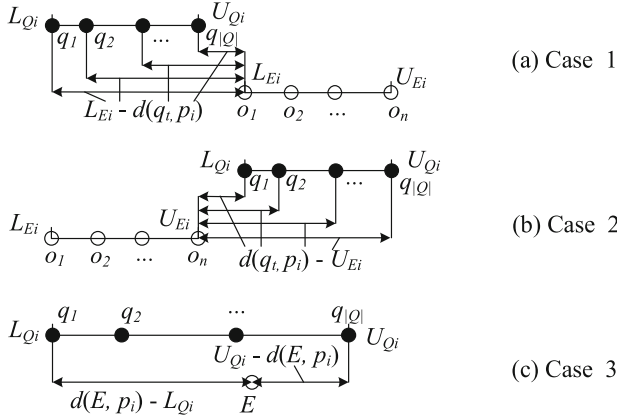 L_Qi U_Qi
q_1 q_2 ... q_|Q|
L_Ei U_Ei
L_Ei - d(q_t, p_i)
o_1 o_2 ... o_n
(a) Case 1
L_Qi U_Qi
q_1 q_2 ... q_|Q|
L_Ei U_Ei
d(q_t, p_i) - U_Ei
o_1 o_2 ... o_n
(b) Case 2
q_1 q_2 ... q_|Q|
L_Qi U_Qi
U_Qi - d(E, p_i)
d(E, p_i) - L_Qi E
(c) Case 3